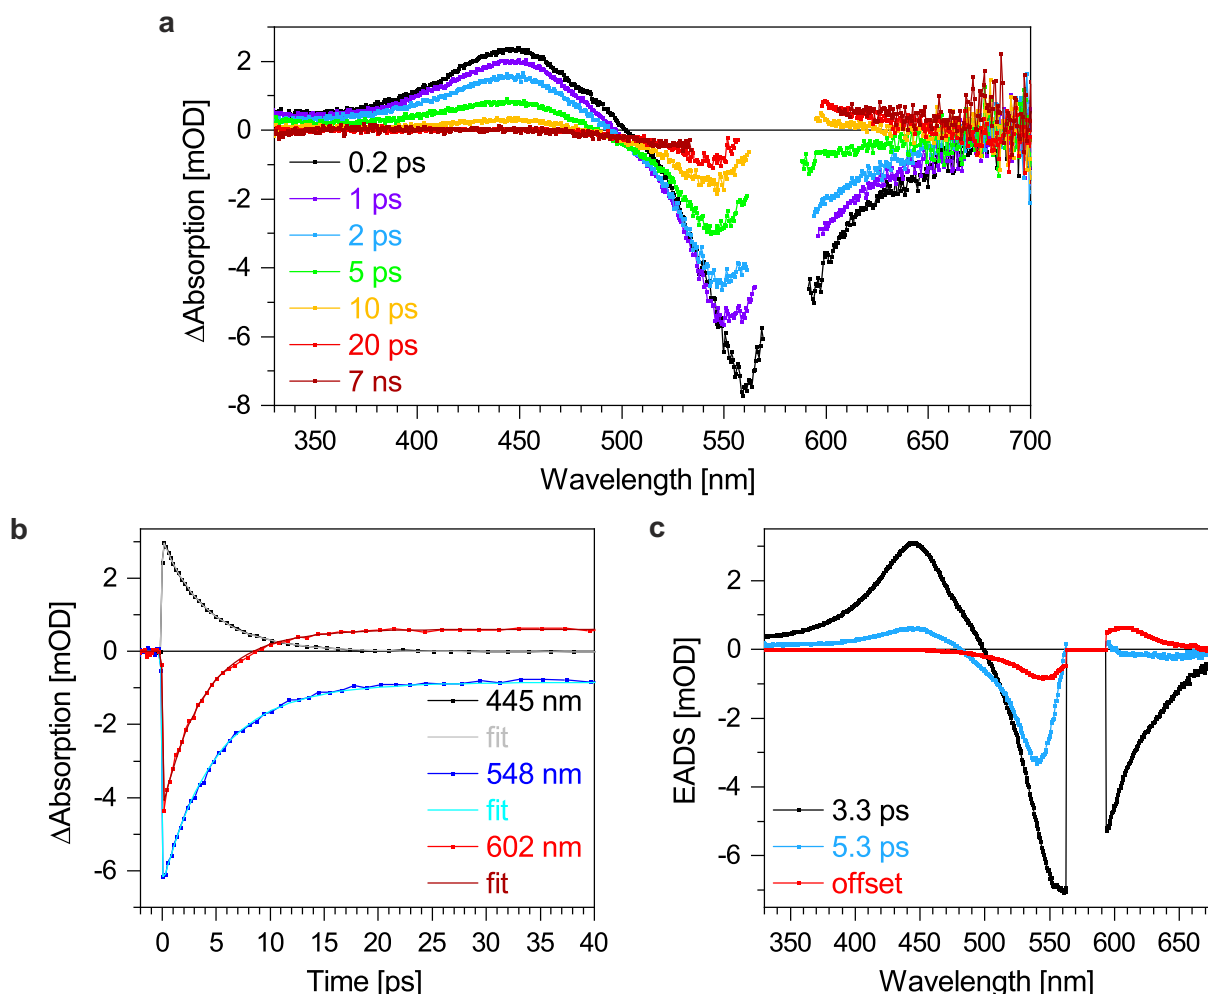 a
2
0
-2
-4
-6
-8
ΔAbsorption [mOD]
0.2 ps
1 ps
2 ps
5 ps
10 ps
20 ps
7 ns
350 400 450 500 550 600 650 700
Wavelength [nm]
b
2
0
-2
-4
-6
ΔAbsorption [mOD]
445 nm
fit
548 nm
fit
602 nm
fit
0 5 10 15 20 25 30 35 40
Time [ps]
c
2
0
-2
-4
-6
EADS [mOD]
3.3 ps
5.3 ps
offset
350 400 450 500 550 600 650
Wavelength [nm]